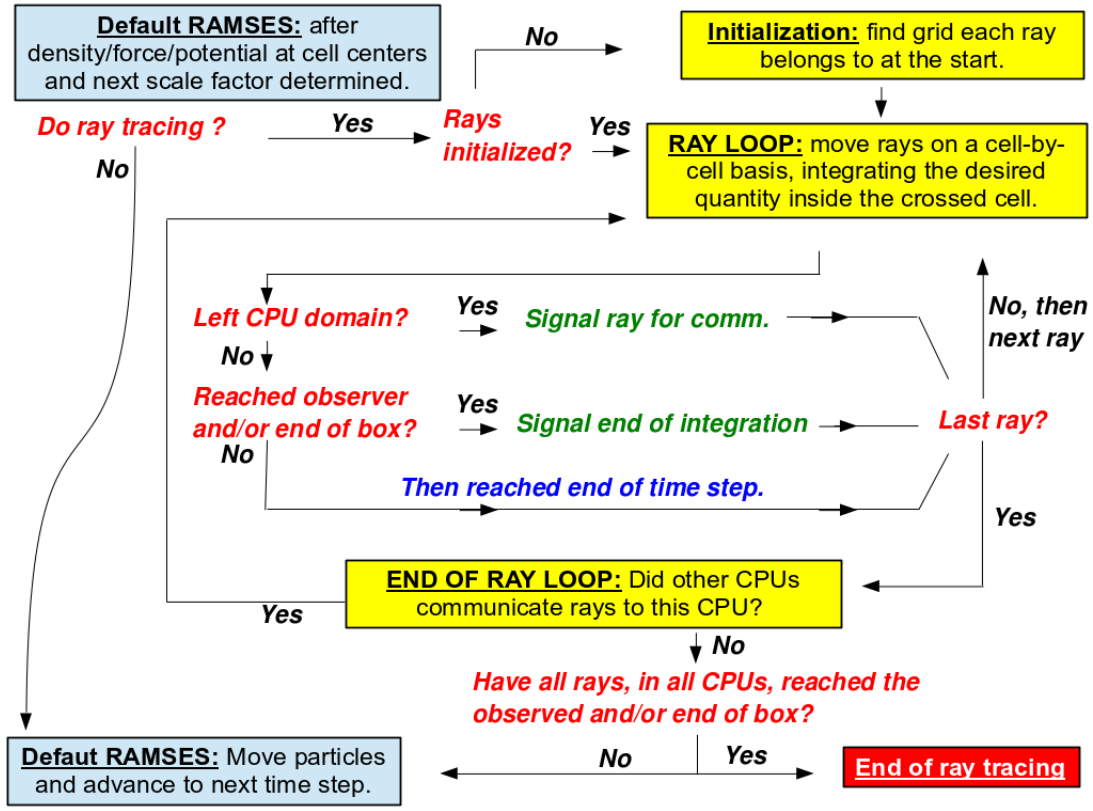 Default RAMSES: after
density/force/potential at cell centers
and next scale factor determined.
No
Initialization: find grid each ray
belongs to at the start.
Do ray tracing ?
Yes
Rays
initialized?
Yes
No
RAY LOOP: move rays on a cell-by-
cell basis, integrating the desired
quantity inside the crossed cell.
Left CPU domain?
Yes
Signal ray for comm.
No, then
next ray
No
Reached observer
and/or end of box?
Yes
Signal end of integration
Last ray?
No
Then reached end of time step.
Yes
END OF RAY LOOP: Did other CPUs
communicate rays to this CPU?
Yes
No
Have all rays, in all CPUs, reached the
observed and/or end of box?
Defaut RAMSES: Move particles
and advance to next time step.
No
Yes
End of ray tracing